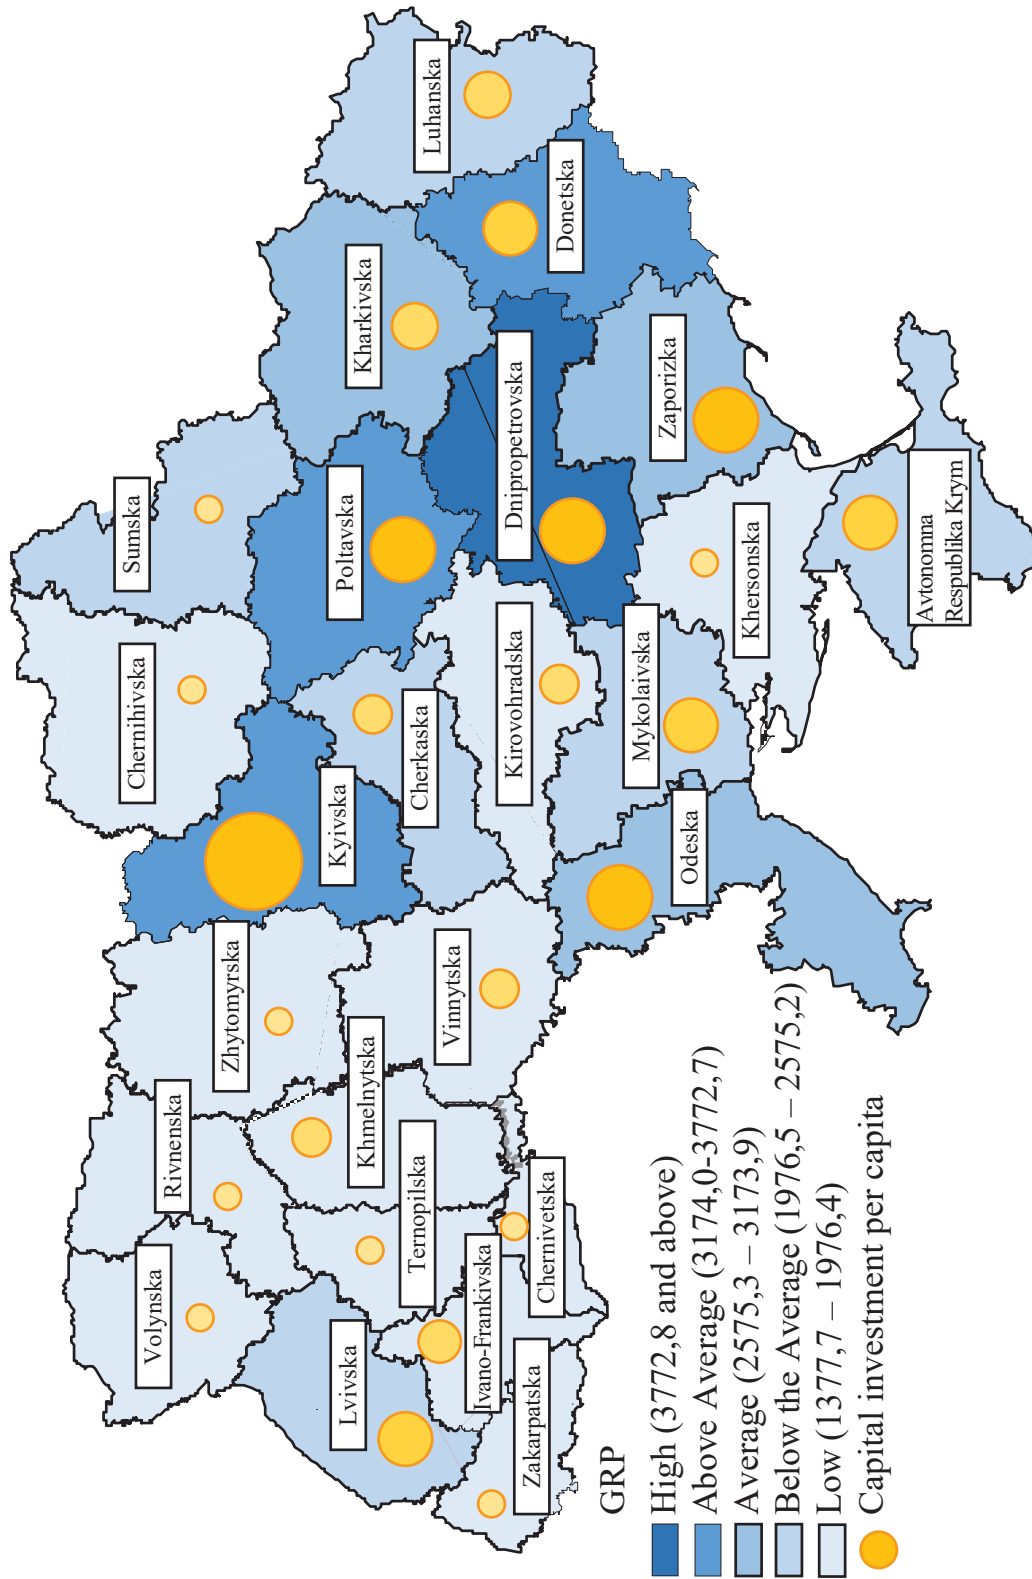 Volynska
Rivnenska
Zhytomyrska
Chernihivska
Sumska
Lvivska
Ternopilska
Khmelnytska
Kyivska
Poltavska
Kharkivska
Luhanska
Ivano-Frankivska
Zakarpatska
Chernivetska
Vinnytska
Cherkaska
Kirovohradska
Dnipropetrovska
Donetska
Odeska
Mykolaivska
Khersonska
Zaporizka
Avtonomna
Respublika Krym
GRP
High (3772,8 and above)
Above Average (3174,0-3772,7)
Average (2575,3 – 3173,9)
Below the Average (1976,5 – 2575,2)
Low (1377,7 – 1976,4)
Capital investment per capita